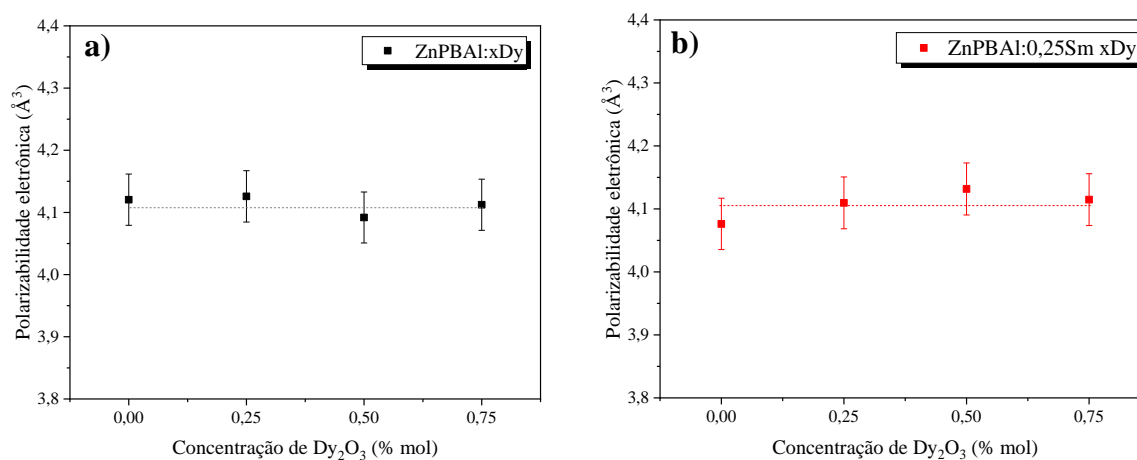 a)
ZnPBAl:xDy
Polarizabilidade eletrônica (Å³)
4,4
4,3
4,2
4,1
4,0
3,9
3,8
0,00 0,25 0,50 0,75
Concentração de Dy₂O₃ (% mol)
b)
ZnPBAl:0,25Sm xDy
Polarizabilidade eletrônica (Å³)
4,4
4,3
4,2
4,1
4,0
3,9
3,8
0,00 0,25 0,50 0,75
Concentração de Dy₂O₃ (% mol)